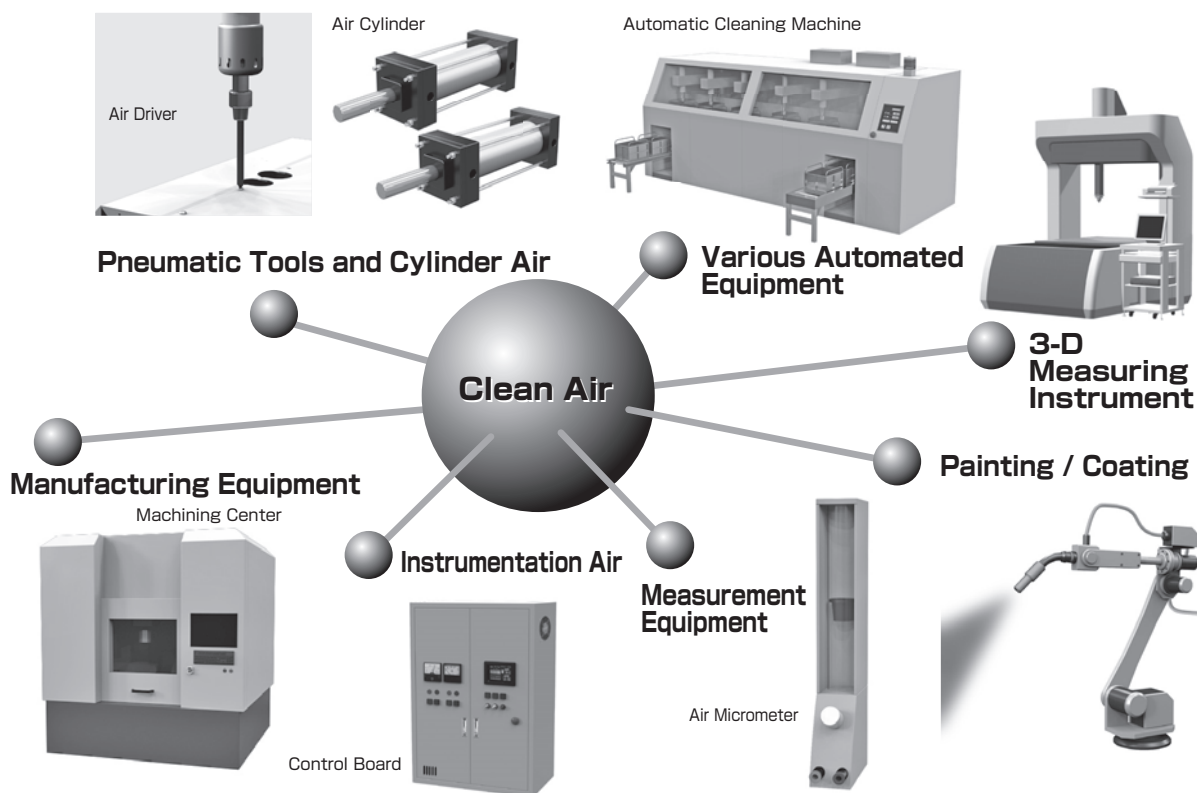 Air Cylinder
Automatic Cleaning Machine
Air Driver
Pneumatic Tools and Cylinder Air
Various Automated
Equipment
3-D
Measuring
Instrument
Clean Air
Painting / Coating
Manufacturing Equipment
Machining Center
Instrumentation Air
Measurement
Equipment
Air Micrometer
Control Board